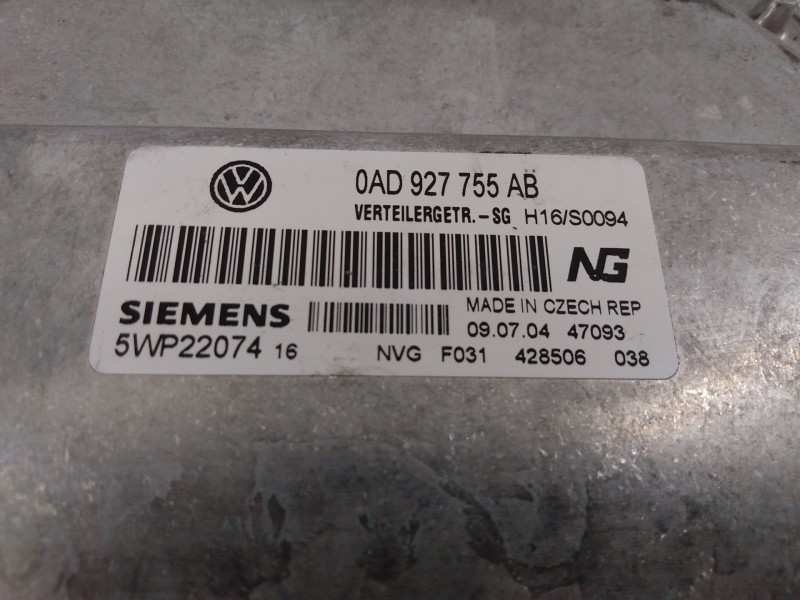 0AD 927 755 AB
VERTEILERGETR.-SG H16/S0094
NG
SIEMENS
MADE IN CZECH REP
09.07.04 47093
5WP22074 16
NVG F031 428506 038